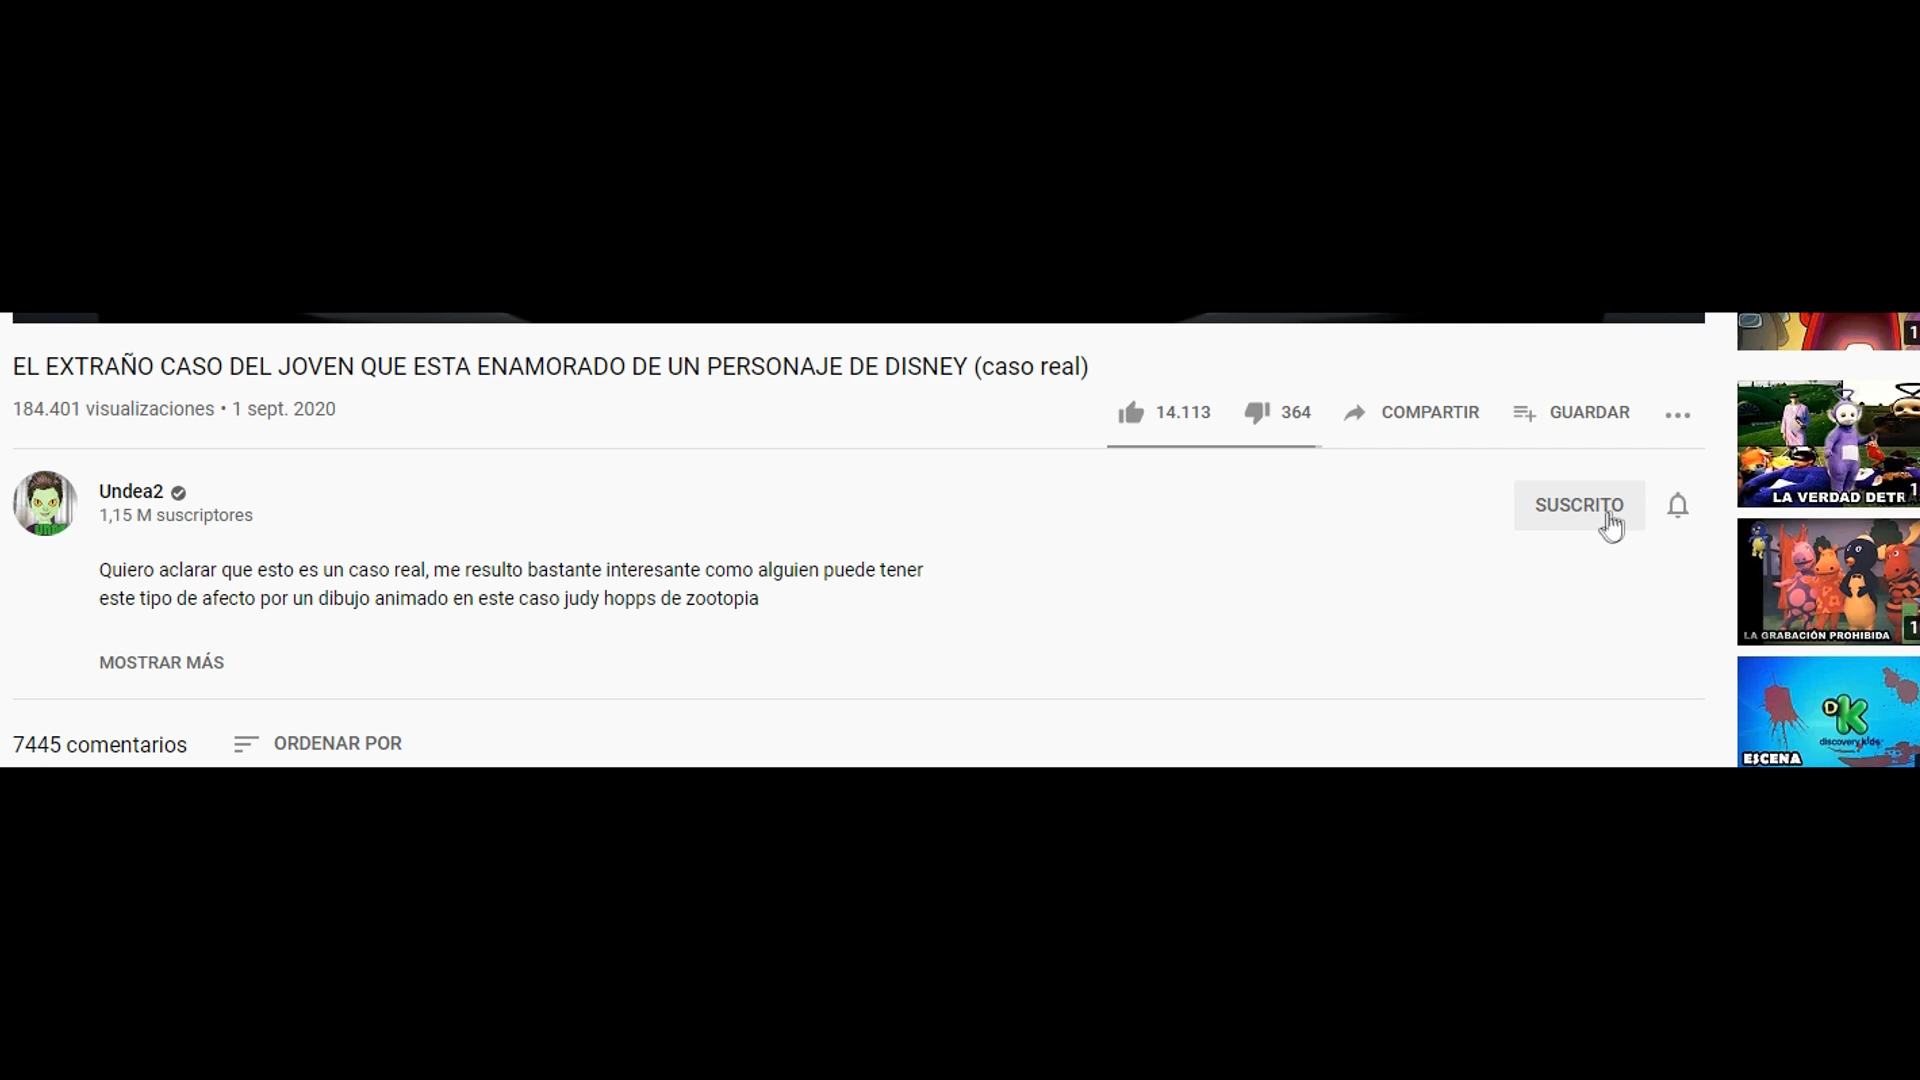 EL EXTRAÑO CASO DEL JOVEN QUE ESTA ENAMORADO DE UN PERSONAJE DE DISNEY (caso real)
184.401 visualizaciones • 1 sept. 2020
14.113 364 COMPARTIR GUARDAR
Undea2
1,15 M suscriptores
SUSCRITO
Quiero aclarar que esto es un caso real, me resulto bastante interesante como alguien puede tener
este tipo de afecto por un dibujo animado en este caso judy hopps de zootopia
MOSTRAR MÁS
7445 comentarios ORDENAR POR
1
LA VERDAD DETR
1
LA GRABACIÓN PROHIBIDA
1
DK
discovery kids
ESCENA